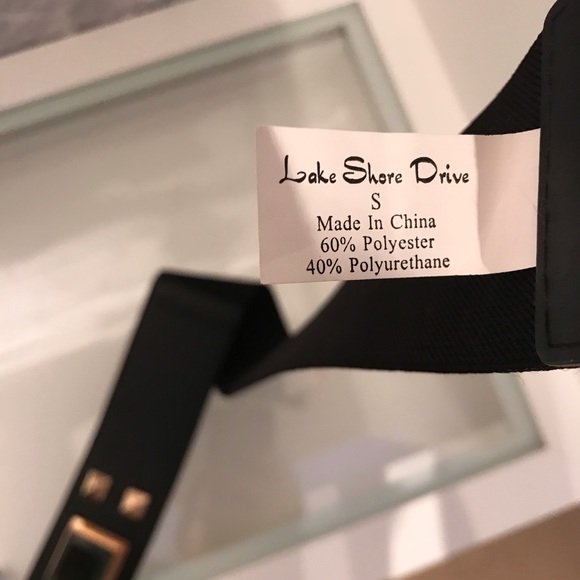 Lake Shore Drive
S
Made In China
60% Polyester
40% Polyurethane